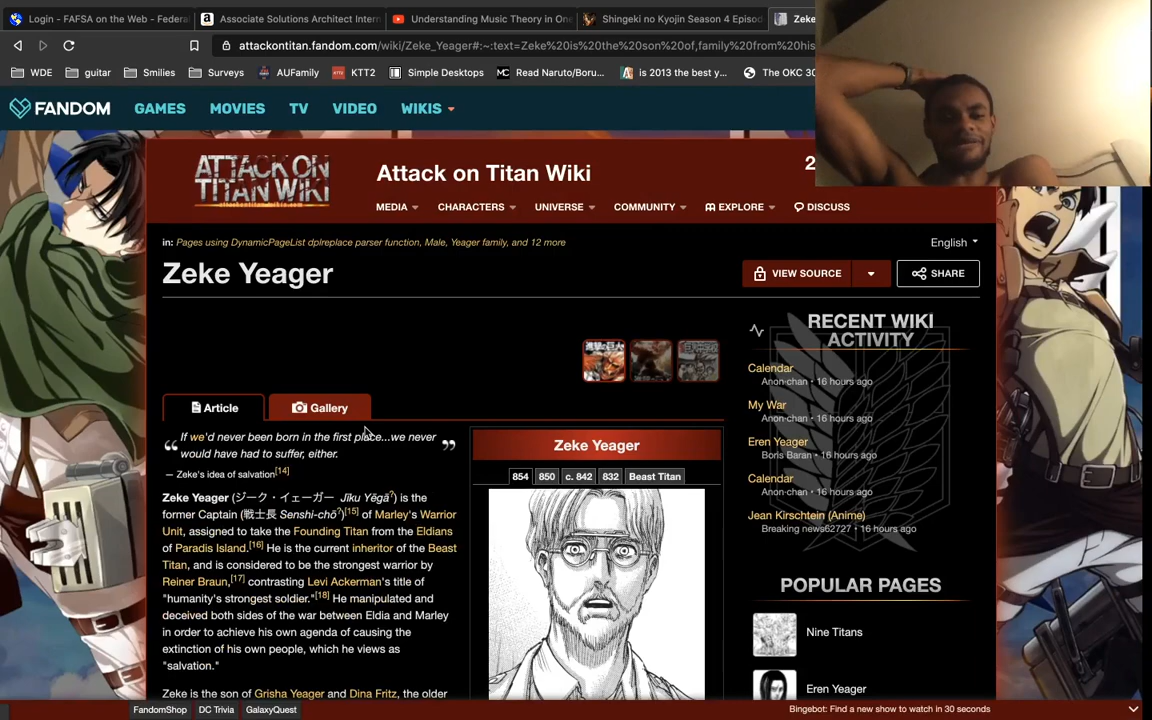 Login - FAFSA on the Web - Federa
Associate Solutions Architect Intern
Understanding Music Theory in One
Shingeki no Kyojin Season 4 Episod
Zeke
attackontitan.fandom.com/wiki/Zeke_Yeager#:~:text=Zeke%20is%20the%20son%20of,family%20from%20his
WDE
guitar
Smilies
Surveys
AUFamily
KTT2
Simple Desktops
Read Naruto/Boru...
is 2013 the best y...
The OKC 30
FANDOM
GAMES
MOVIES
TV
VIDEO
WIKIS
ATTACK ON
TITAN WIKI
Attack on Titan Wiki
2
MEDIA
CHARACTERS
UNIVERSE
COMMUNITY
EXPLORE
DISCUSS
in: Pages using DynamicPageList dplreplace parser function, Male, Yeager family, and 12 more
English
Zeke Yeager
VIEW SOURCE
SHARE
Article
Gallery
“ If we'd never been born in the first place...we never ”
would have had to suffer, either.
— Zeke's idea of salvation[14]
Zeke Yeager (ジーク・イェーガー Jīku Yēgā?) is the
former Captain (戦士長 Senshi-chō?)[15] of Marley's Warrior
Unit, assigned to take the Founding Titan from the Eldians
of Paradis Island.[16] He is the current inheritor of the Beast
Titan, and is considered to be the strongest warrior by
Reiner Braun,[17] contrasting Levi Ackerman's title of
"humanity's strongest soldier."[18] He manipulated and
deceived both sides of the war between Eldia and Marley
in order to achieve his own agenda of causing the
extinction of his own people, which he views as
"salvation."
Zeke is the son of Grisha Yeager and Dina Fritz, the older
Zeke Yeager
854
850
c. 842
832
Beast Titan
RECENT WIKI
ACTIVITY
Calendar
Anon-chan • 16 hours ago
My War
Anon-chan • 16 hours ago
Eren Yeager
Boris Baran • 16 hours ago
Calendar
Anon-chan • 16 hours ago
Jean Kirschtein (Anime)
Breaking news62727 • 16 hours ago
POPULAR PAGES
Nine Titans
Eren Yeager
FandomShop
DC Trivia
GalaxyQuest
Bingebot: Find a new show to watch in 30 seconds